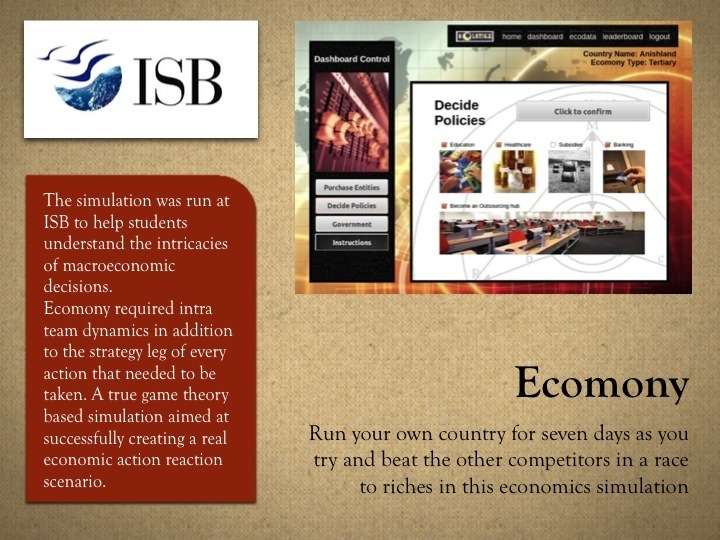 ISB
The simulation was run at
ISB to help students
understand the intricacies
of macroeconomic
decisions.
Ecomony required intra
team dynamics in addition
to the strategy leg of every
action that needed to be
taken. A true game theory
based simulation aimed at
successfully creating a real
economic action reaction
scenario.
home dashboard ecodata leaderboard logout
Country Name: Anishland
Ecomony Type: Tertiary
Dashboard Control
Purchase Entities
Decide Policies
Government
Instructions
Decide
Policies
Click to confirm
Education Healthcare Subsidies Banking
Become an Outsourcing hub
M
R
E
Ecomony
Run your own country for seven days as you
try and beat the other competitors in a race
to riches in this economics simulation